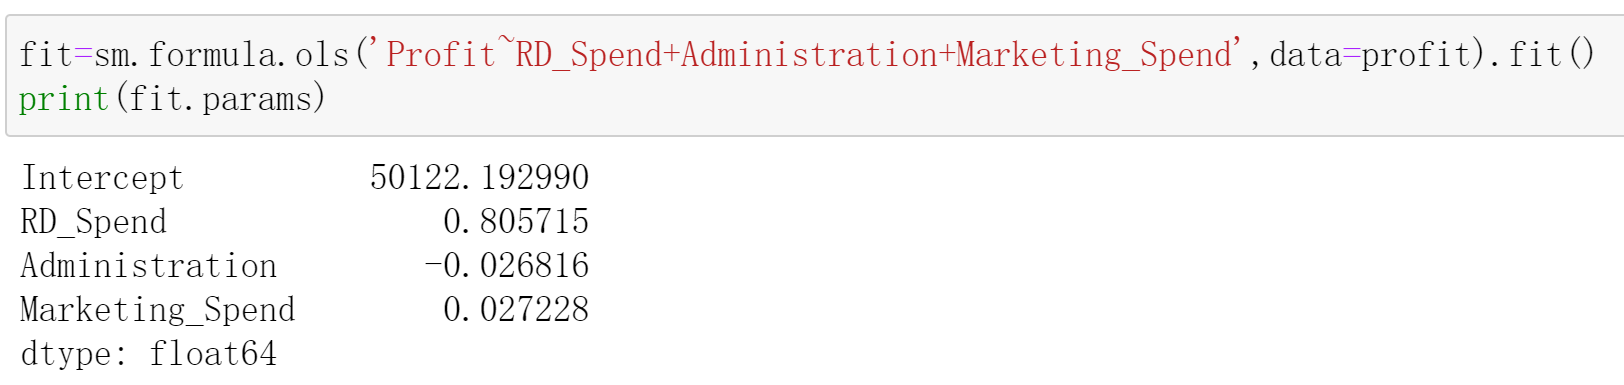 fit=sm.formula.ols('Profit~RD_Spend+Administration+Marketing_Spend',data=profit).fit()
print(fit.params)
Intercept 50122.192990
RD_Spend 0.805715
Administration -0.026816
Marketing_Spend 0.027228
dtype: float64